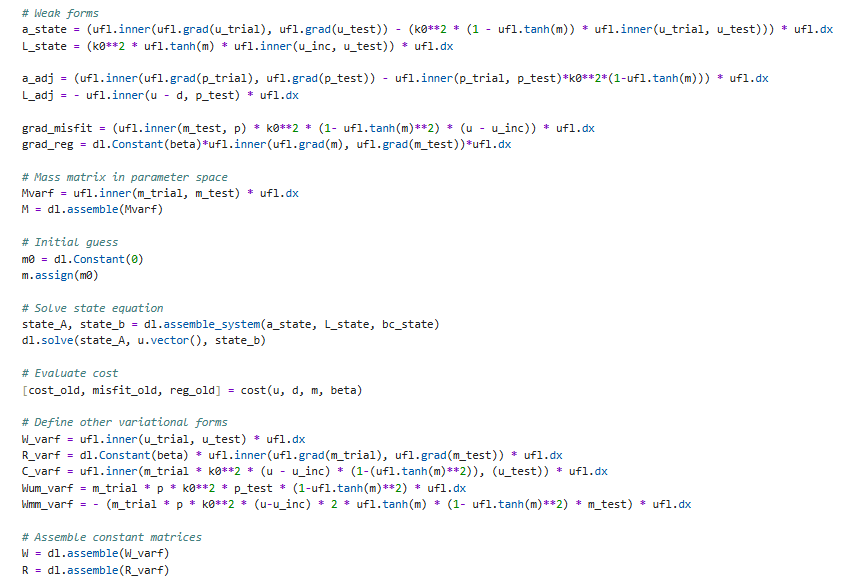 # Weak forms
a_state = (ufl.inner(ufl.grad(u_trial), ufl.grad(u_test)) - (k0**2 * (1 - ufl.tanh(m)) * ufl.inner(u_trial, u_test))) * ufl.dx
L_state = (k0**2 * ufl.tanh(m) * ufl.inner(u_inc, u_test)) * ufl.dx
a_adj = (ufl.inner(ufl.grad(p_trial), ufl.grad(p_test)) - ufl.inner(p_trial, p_test)*k0**2*(1-ufl.tanh(m))) * ufl.dx
L_adj = - ufl.inner(u - d, p_test) * ufl.dx
grad_misfit = (ufl.inner(m_test, p) * k0**2 * (1- ufl.tanh(m)**2) * (u - u_inc)) * ufl.dx
grad_reg = dl.Constant(beta)*ufl.inner(ufl.grad(m), ufl.grad(m_test))*ufl.dx
# Mass matrix in parameter space
Mvarf = ufl.inner(m_trial, m_test) * ufl.dx
M = dl.assemble(Mvarf)
# Initial guess
m0 = dl.Constant(0)
m.assign(m0)
# Solve state equation
state_A, state_b = dl.assemble_system(a_state, L_state, bc_state)
dl.solve(state_A, u.vector(), state_b)
# Evaluate cost
[cost_old, misfit_old, reg_old] = cost(u, d, m, beta)
# Define other variational forms
W_varf = ufl.inner(u_trial, u_test) * ufl.dx
R_varf = dl.Constant(beta) * ufl.inner(ufl.grad(m_trial), ufl.grad(m_test)) * ufl.dx
C_varf = ufl.inner(m_trial * k0**2 * (u - u_inc) * (1-(ufl.tanh(m)**2)), (u_test)) * ufl.dx
Wum_varf = m_trial * p * k0**2 * p_test * (1-ufl.tanh(m)**2) * ufl.dx
Wmm_varf = - (m_trial * p * k0**2 * (u-u_inc) * 2 * ufl.tanh(m) * (1- ufl.tanh(m)**2) * m_test) * ufl.dx
# Assemble constant matrices
W = dl.assemble(W_varf)
R = dl.assemble(R_varf)